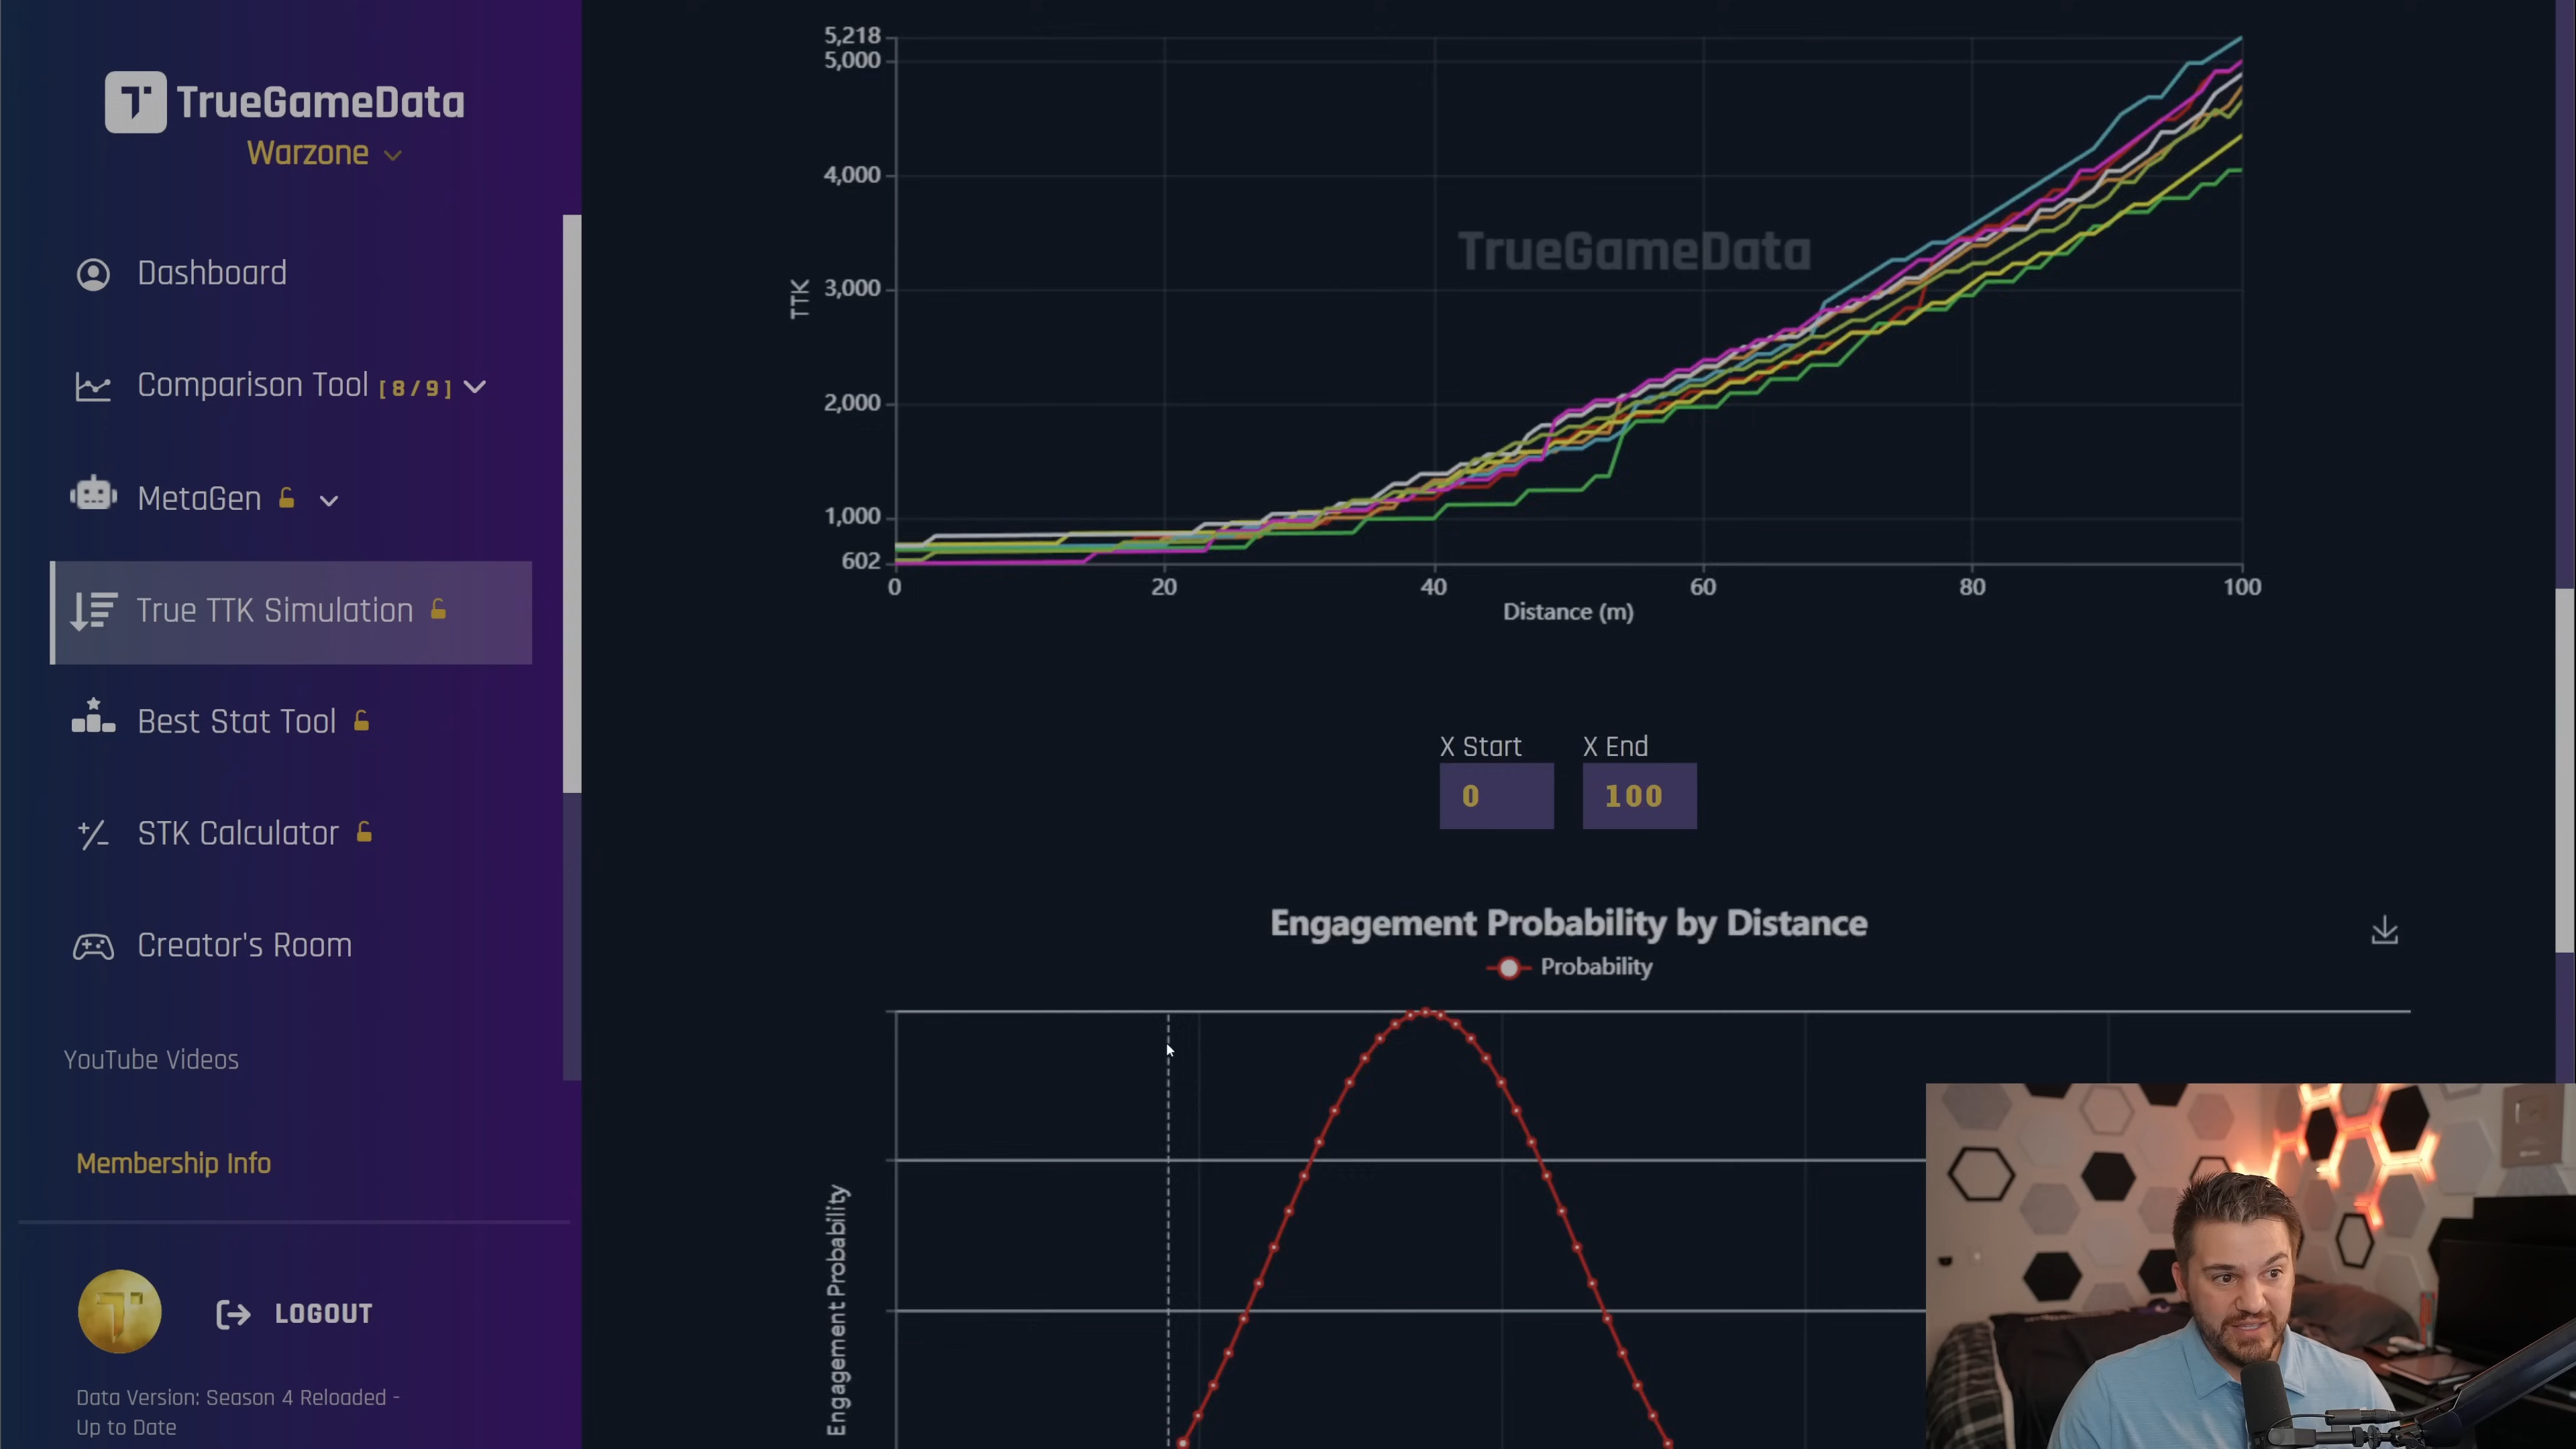 TrueGameData
Warzone
Dashboard
Comparison Tool [8/9]
MetaGen
True TTK Simulation
Best Stat Tool
STK Calculator
Creator's Room
YouTube Videos
Membership Info
LOGOUT
Data Version: Season 4 Reloaded -
Up to Date
5,218
5,000
4,000
3,000
2,000
1,000
602
TTK
TrueGameData
0
20
40
60
80
100
Distance (m)
X Start
X End
0
100
Engagement Probability by Distance
Probability
Engagement Probability